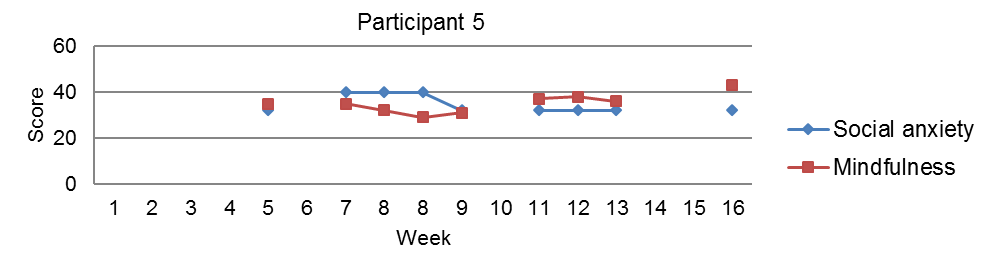 Participant 5
60
40
20
0
Score
1 2 3 4 5 6 7 8 8 9 10 11 12 13 14 15 16
Week
Social anxiety
Mindfulness